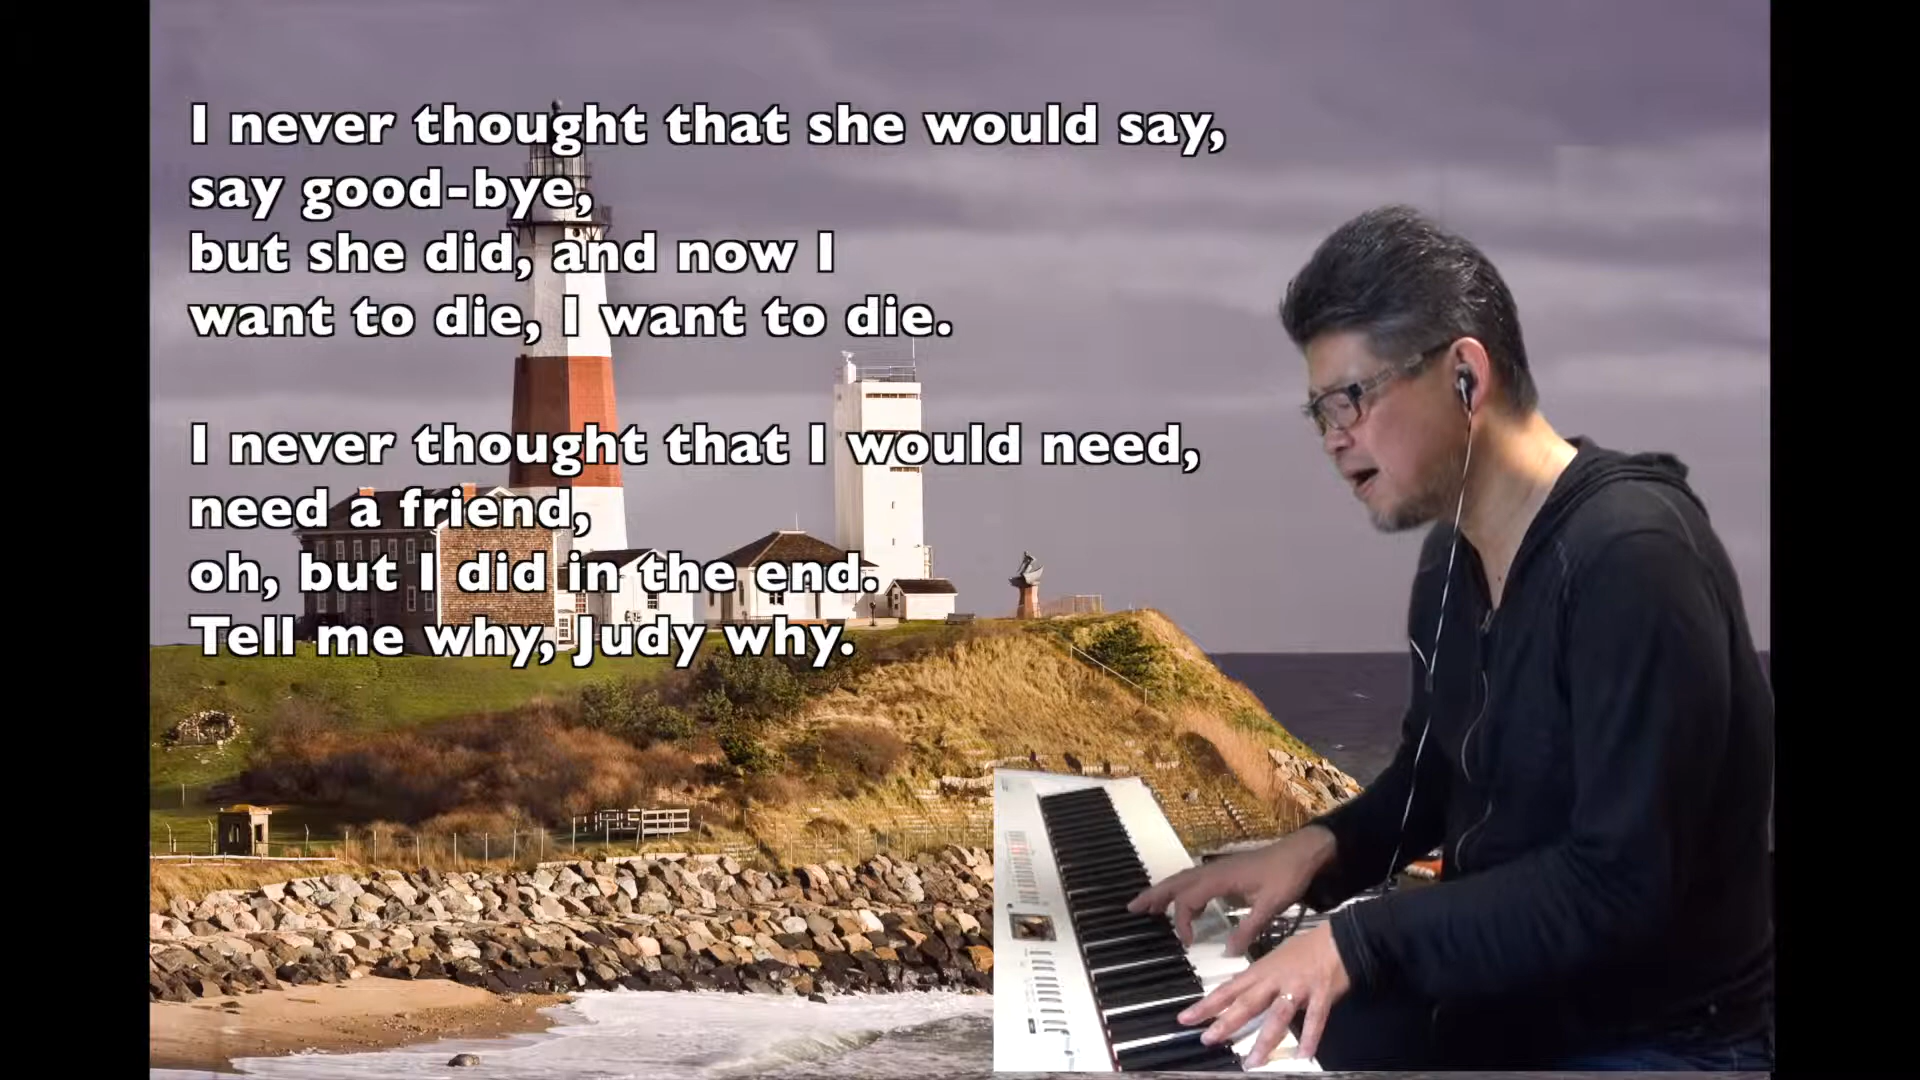 I never thought that she would say,
say good-bye,
but she did, and now I
want to die, I want to die.
I never thought that I would need,
need a friend,
oh, but I did in the end.
Tell me why, Judy why.